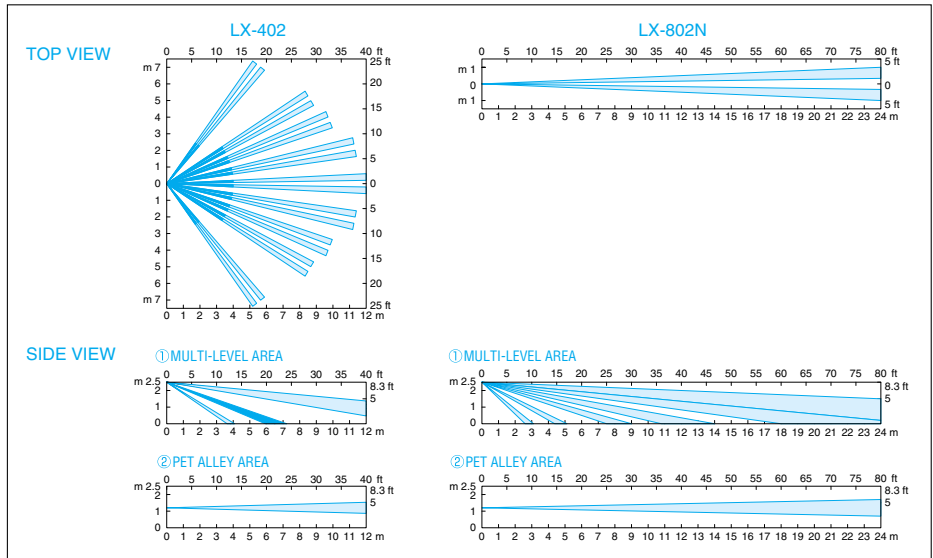 LX-402
LX-802N
TOP VIEW
0 5 10 15 20 25 28 30 35 40 ft
m 7 6 5 4 3 2 1 0 1 2 3 4 5 6 m 7
25 ft 20 15 10 5 0 5 10 15 20 25 ft
0 1 2 3 4 5 6 7 8 9 10 11 12 m
0 5 10 15 20 25 30 35 40 45 50 55 60 65 70 75 80 ft
m 1 0 m 1
5 ft 0 5 ft
0 1 2 3 4 5 6 7 8 9 10 11 12 13 14 15 16 17 18 19 20 21 22 23 24 m
SIDE VIEW
①MULTI-LEVEL AREA
0 5 10 15 20 25 28 30 35 40 ft
m 2.5 2 1 0
8.3 ft 5
0 1 2 3 4 5 6 7 8 9 10 11 12 m
①MULTI-LEVEL AREA
0 5 10 15 20 25 30 35 40 45 50 55 60 65 70 75 80 ft
m 2.5 2 1 0
8.3 ft 5
0 1 2 3 4 5 6 7 8 9 10 11 12 13 14 15 16 17 18 19 20 21 22 23 24 m
②PET ALLEY AREA
0 5 10 15 20 25 28 30 35 40 ft
m 2.5 2 1 0
8.3 ft 5
0 1 2 3 4 5 6 7 8 9 10 11 12 m
②PET ALLEY AREA
0 5 10 15 20 25 30 35 40 45 50 55 60 65 70 75 80 ft
m 2.5 2 1 0
8.3 ft 5
0 1 2 3 4 5 6 7 8 9 10 11 12 13 14 15 16 17 18 19 20 21 22 23 24 m